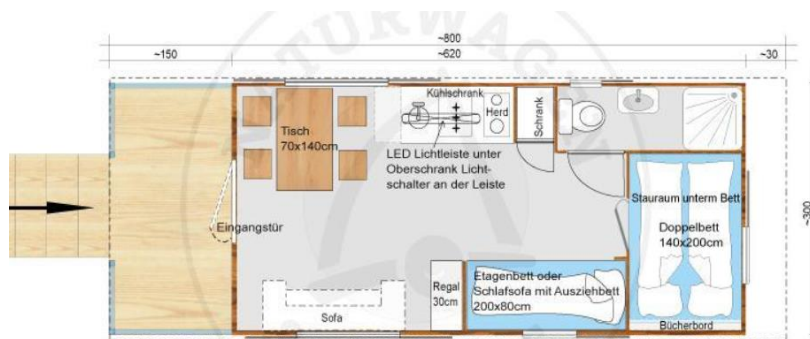 ~800
~150
~620
~30
NATURWAGEN
Kühlschrank
Herd
Schrank
Tisch
70x140cm
LED Lichtleiste unter
Oberschrank Licht-
schalter an der Leiste
Stauraum unterm Bett
Doppelbett
140x200cm
~300
Eingangstür
Etagenbett oder
Schlafsofa mit Ausziehbett
200x80cm
Regal
30cm
Sofa
Bücherbord